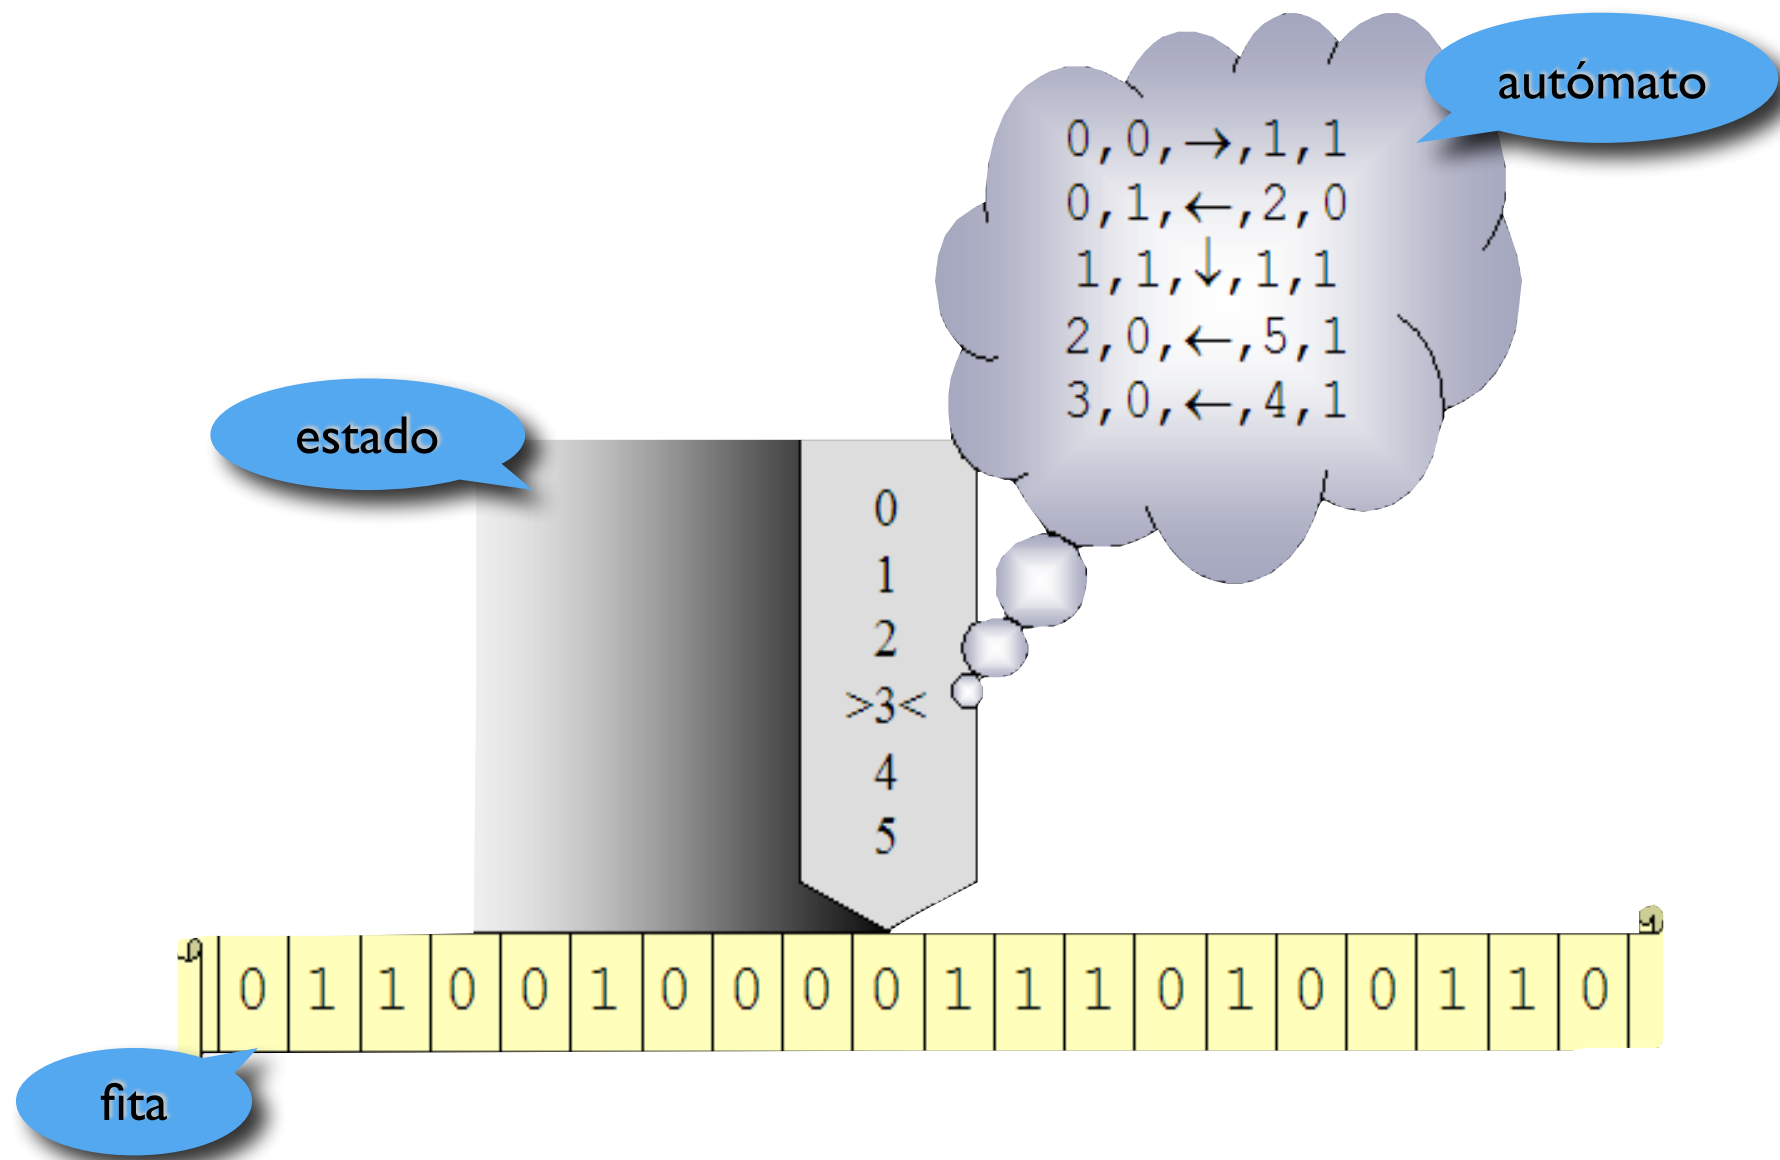 autómato
0,0,→,1,1
0,1,←,2,0
1,1,↓,1,1
2,0,←,5,1
3,0,←,4,1
estado
0
1
2
>3<
4
5
0 1 1 0 0 1 0 0 0 0 1 1 1 0 1 0 0 1 1 0
fita